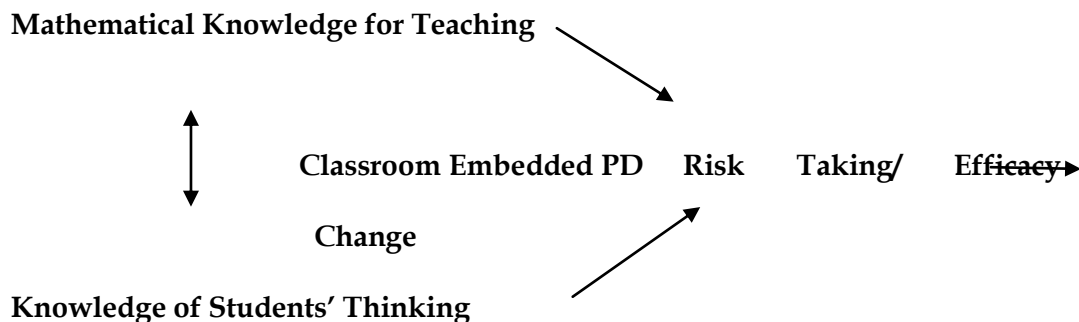 Mathematical Knowledge for Teaching
Classroom Embedded PD Risk Taking/ Efficacy
Change
Knowledge of Students’ Thinking